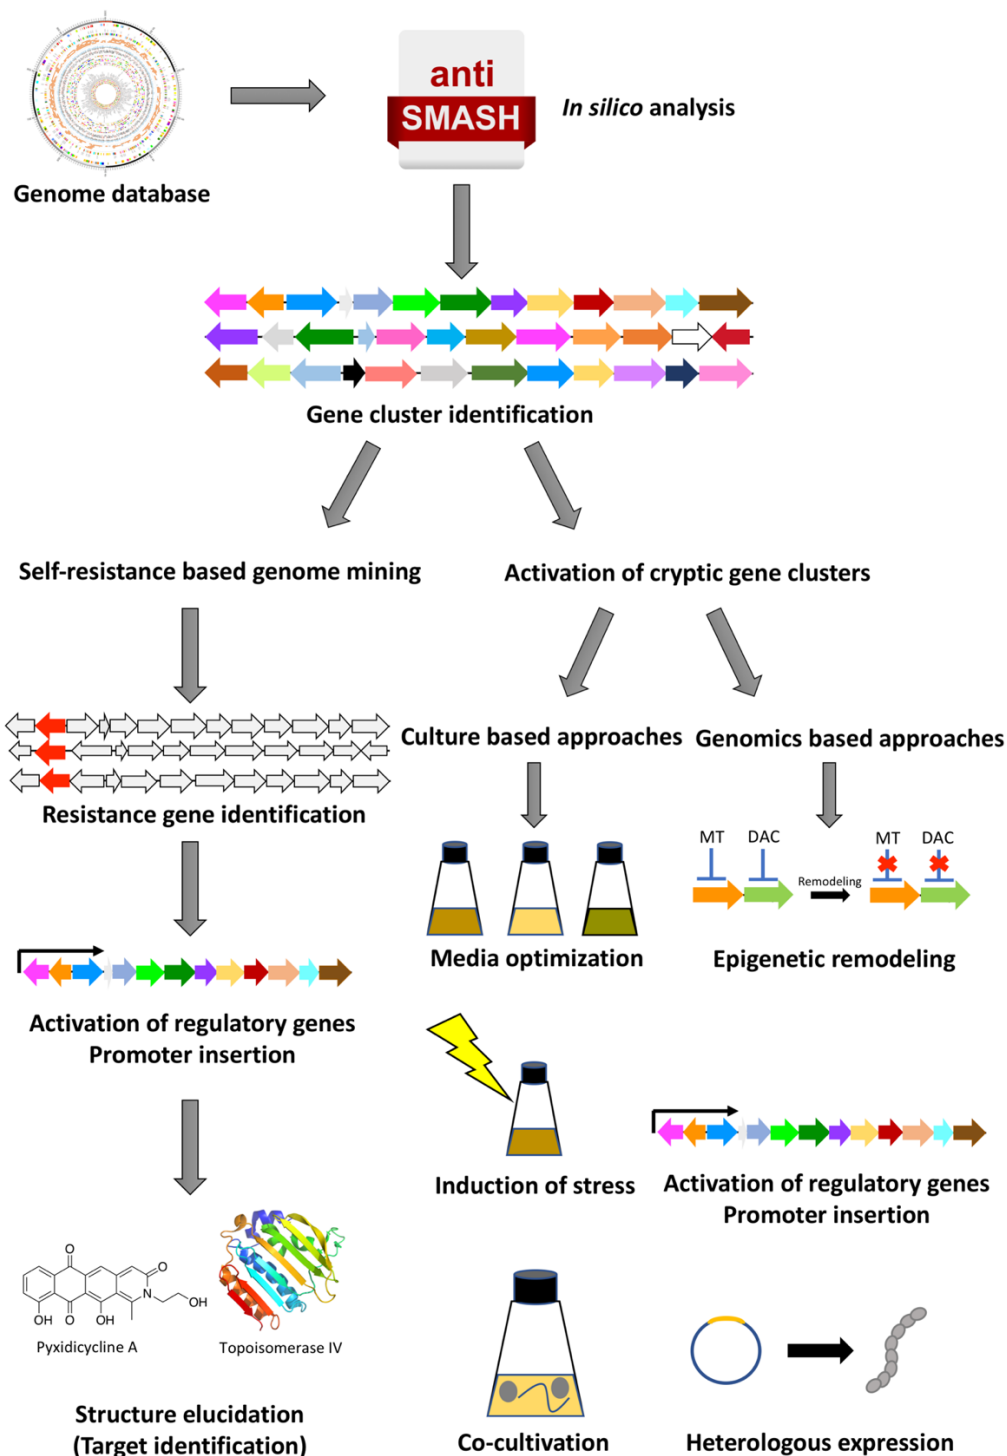 anti
SMASH
In silico analysis
Genome database
Gene cluster identification
Self-resistance based genome mining
Activation of cryptic gene clusters
Resistance gene identification
Culture based approaches
Genomics based approaches
MT
DAC
Remodeling
MT
DAC
Media optimization
Epigenetic remodeling
Activation of regulatory genes
Promoter insertion
Induction of stress
Activation of regulatory genes
Promoter insertion
O
O
OH
O
OH
N
O
OH
Pyxidicycline A
Topoisomerase IV
Structure elucidation
(Target identification)
Co-cultivation
Heterologous expression